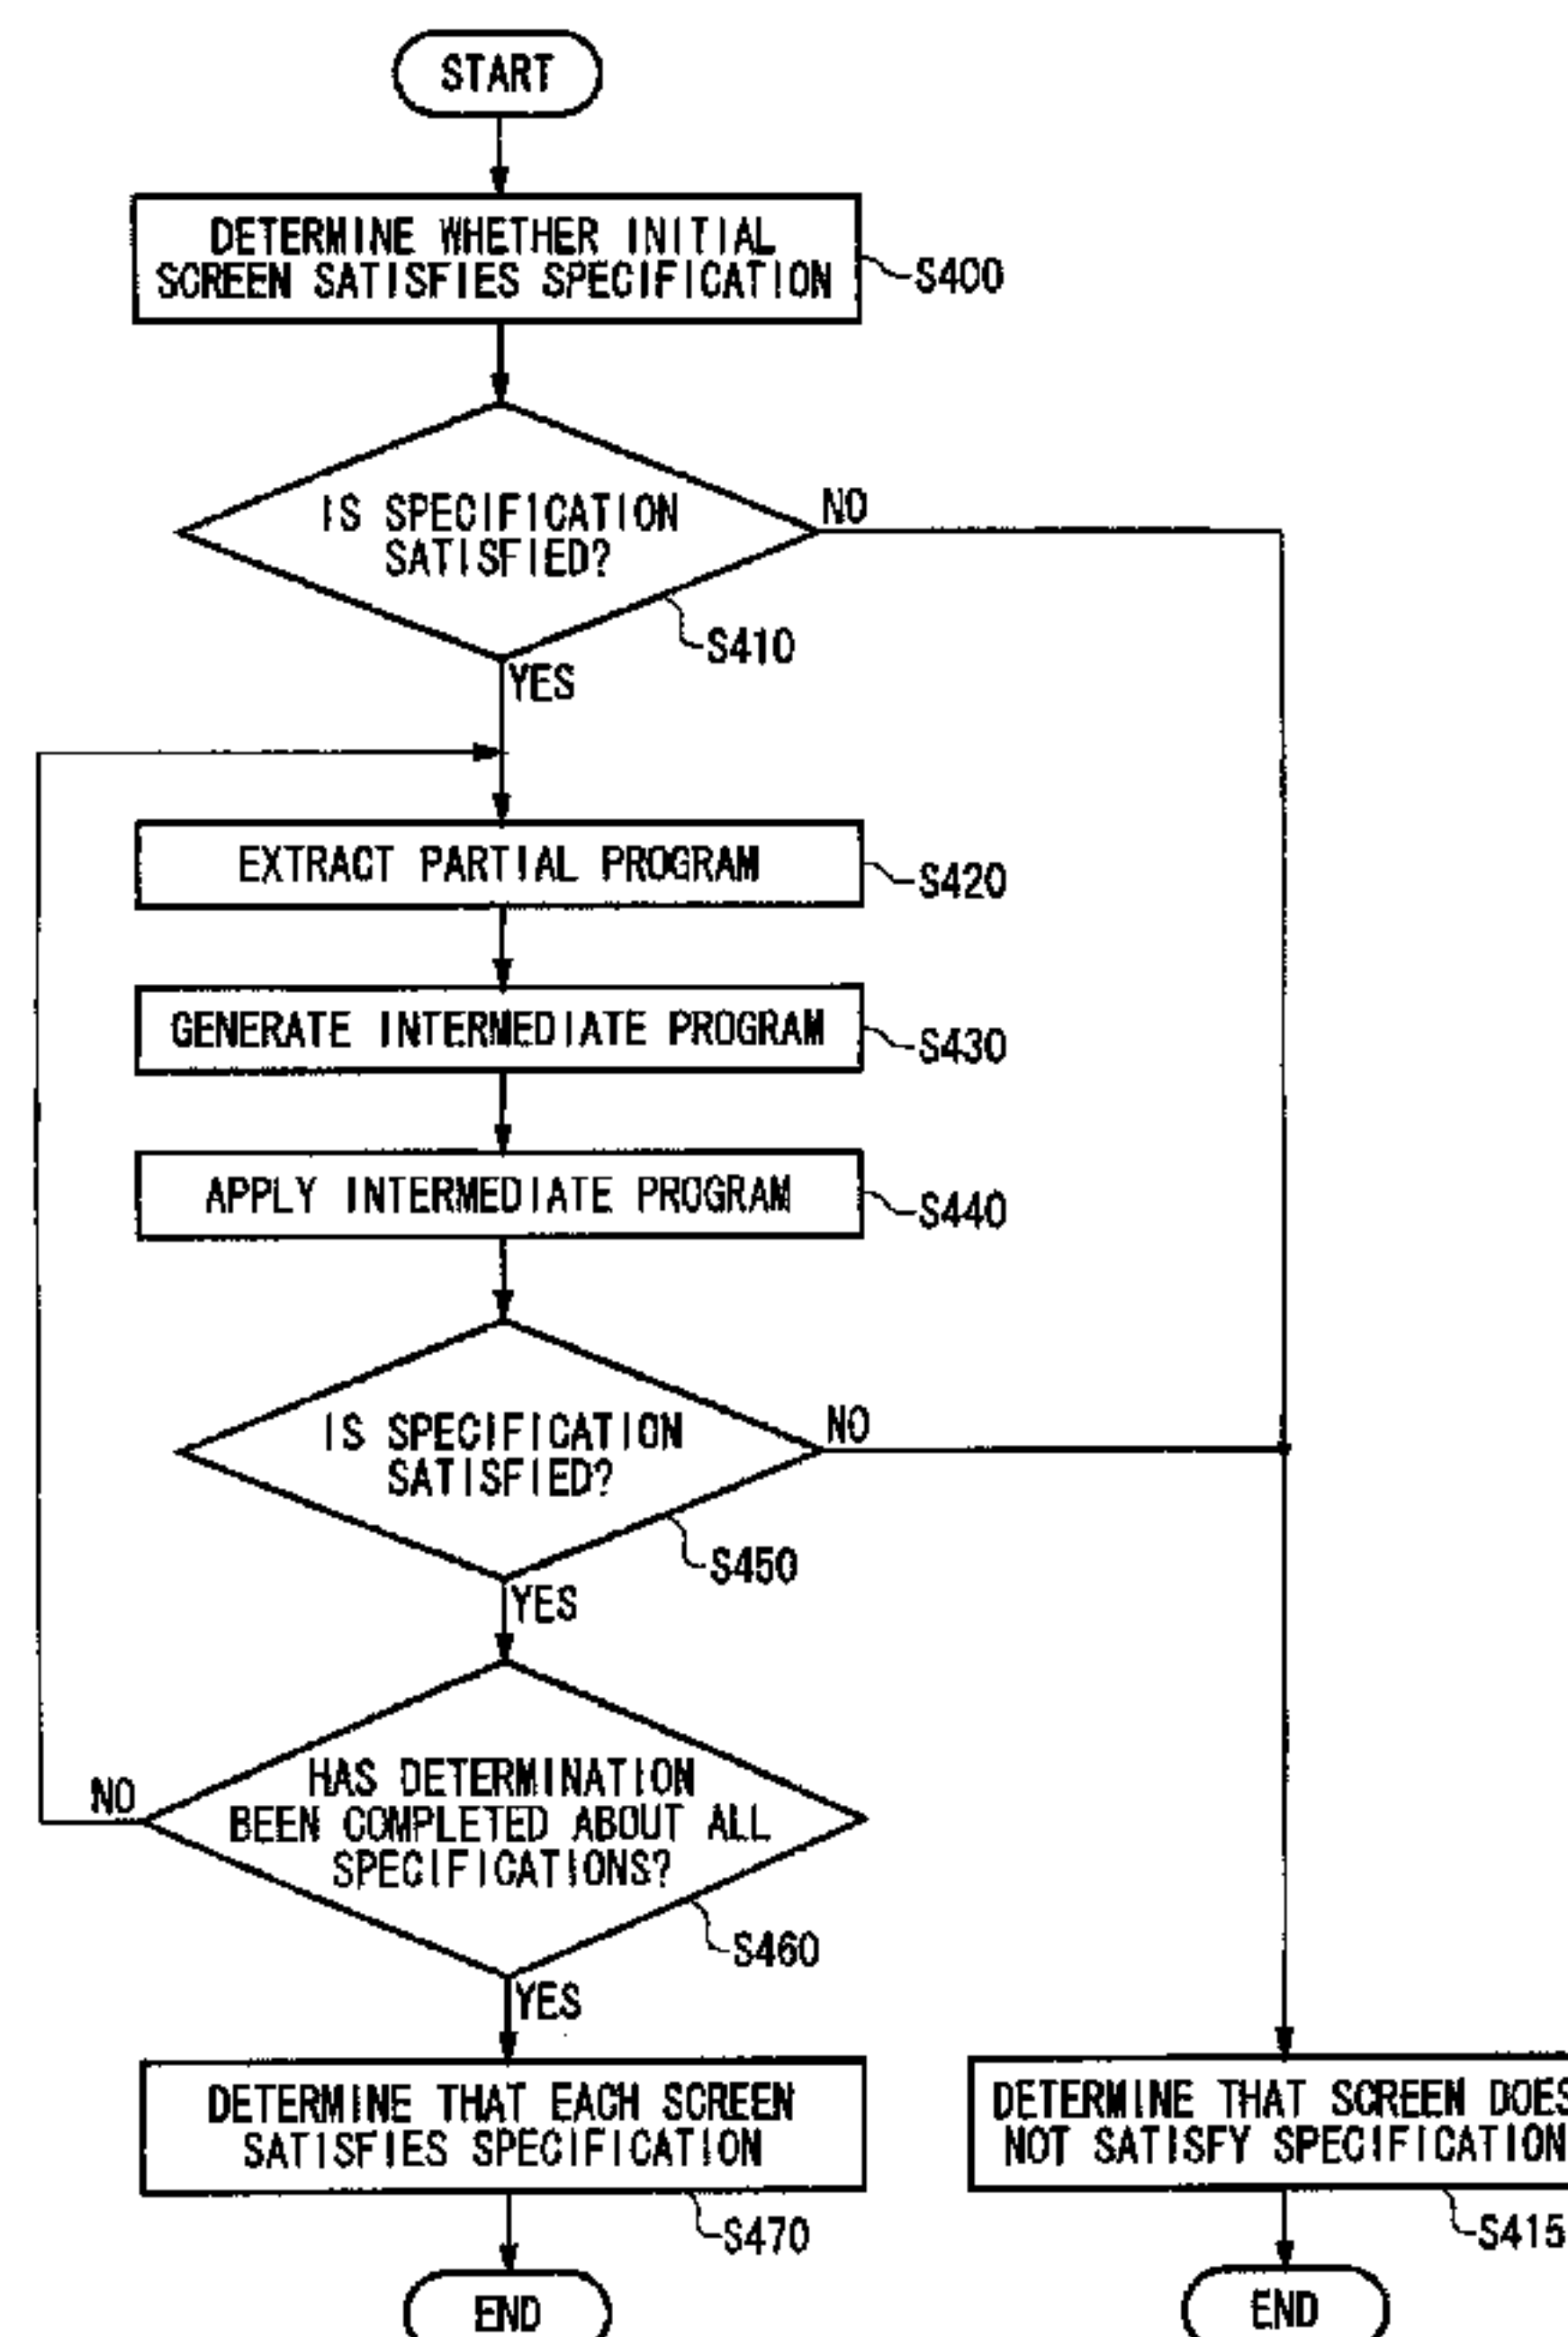 START
DETERMINE WHETHER INITIAL
SCREEN SATISFIES SPECIFICATION
S400
IS SPECIFICATION
SATISFIED?
NO
S410
YES
EXTRACT PARTIAL PROGRAM
S420
GENERATE INTERMEDIATE PROGRAM
S430
APPLY INTERMEDIATE PROGRAM
S440
IS SPECIFICATION
SATISFIED?
NO
S450
YES
HAS DETERMINATION
BEEN COMPLETED ABOUT ALL
SPECIFICATIONS?
NO
S460
YES
DETERMINE THAT EACH SCREEN
SATISFIES SPECIFICATION
S470
END
DETERMINE THAT SCREEN DOES
NOT SATISFY SPECIFICATION
S415
END